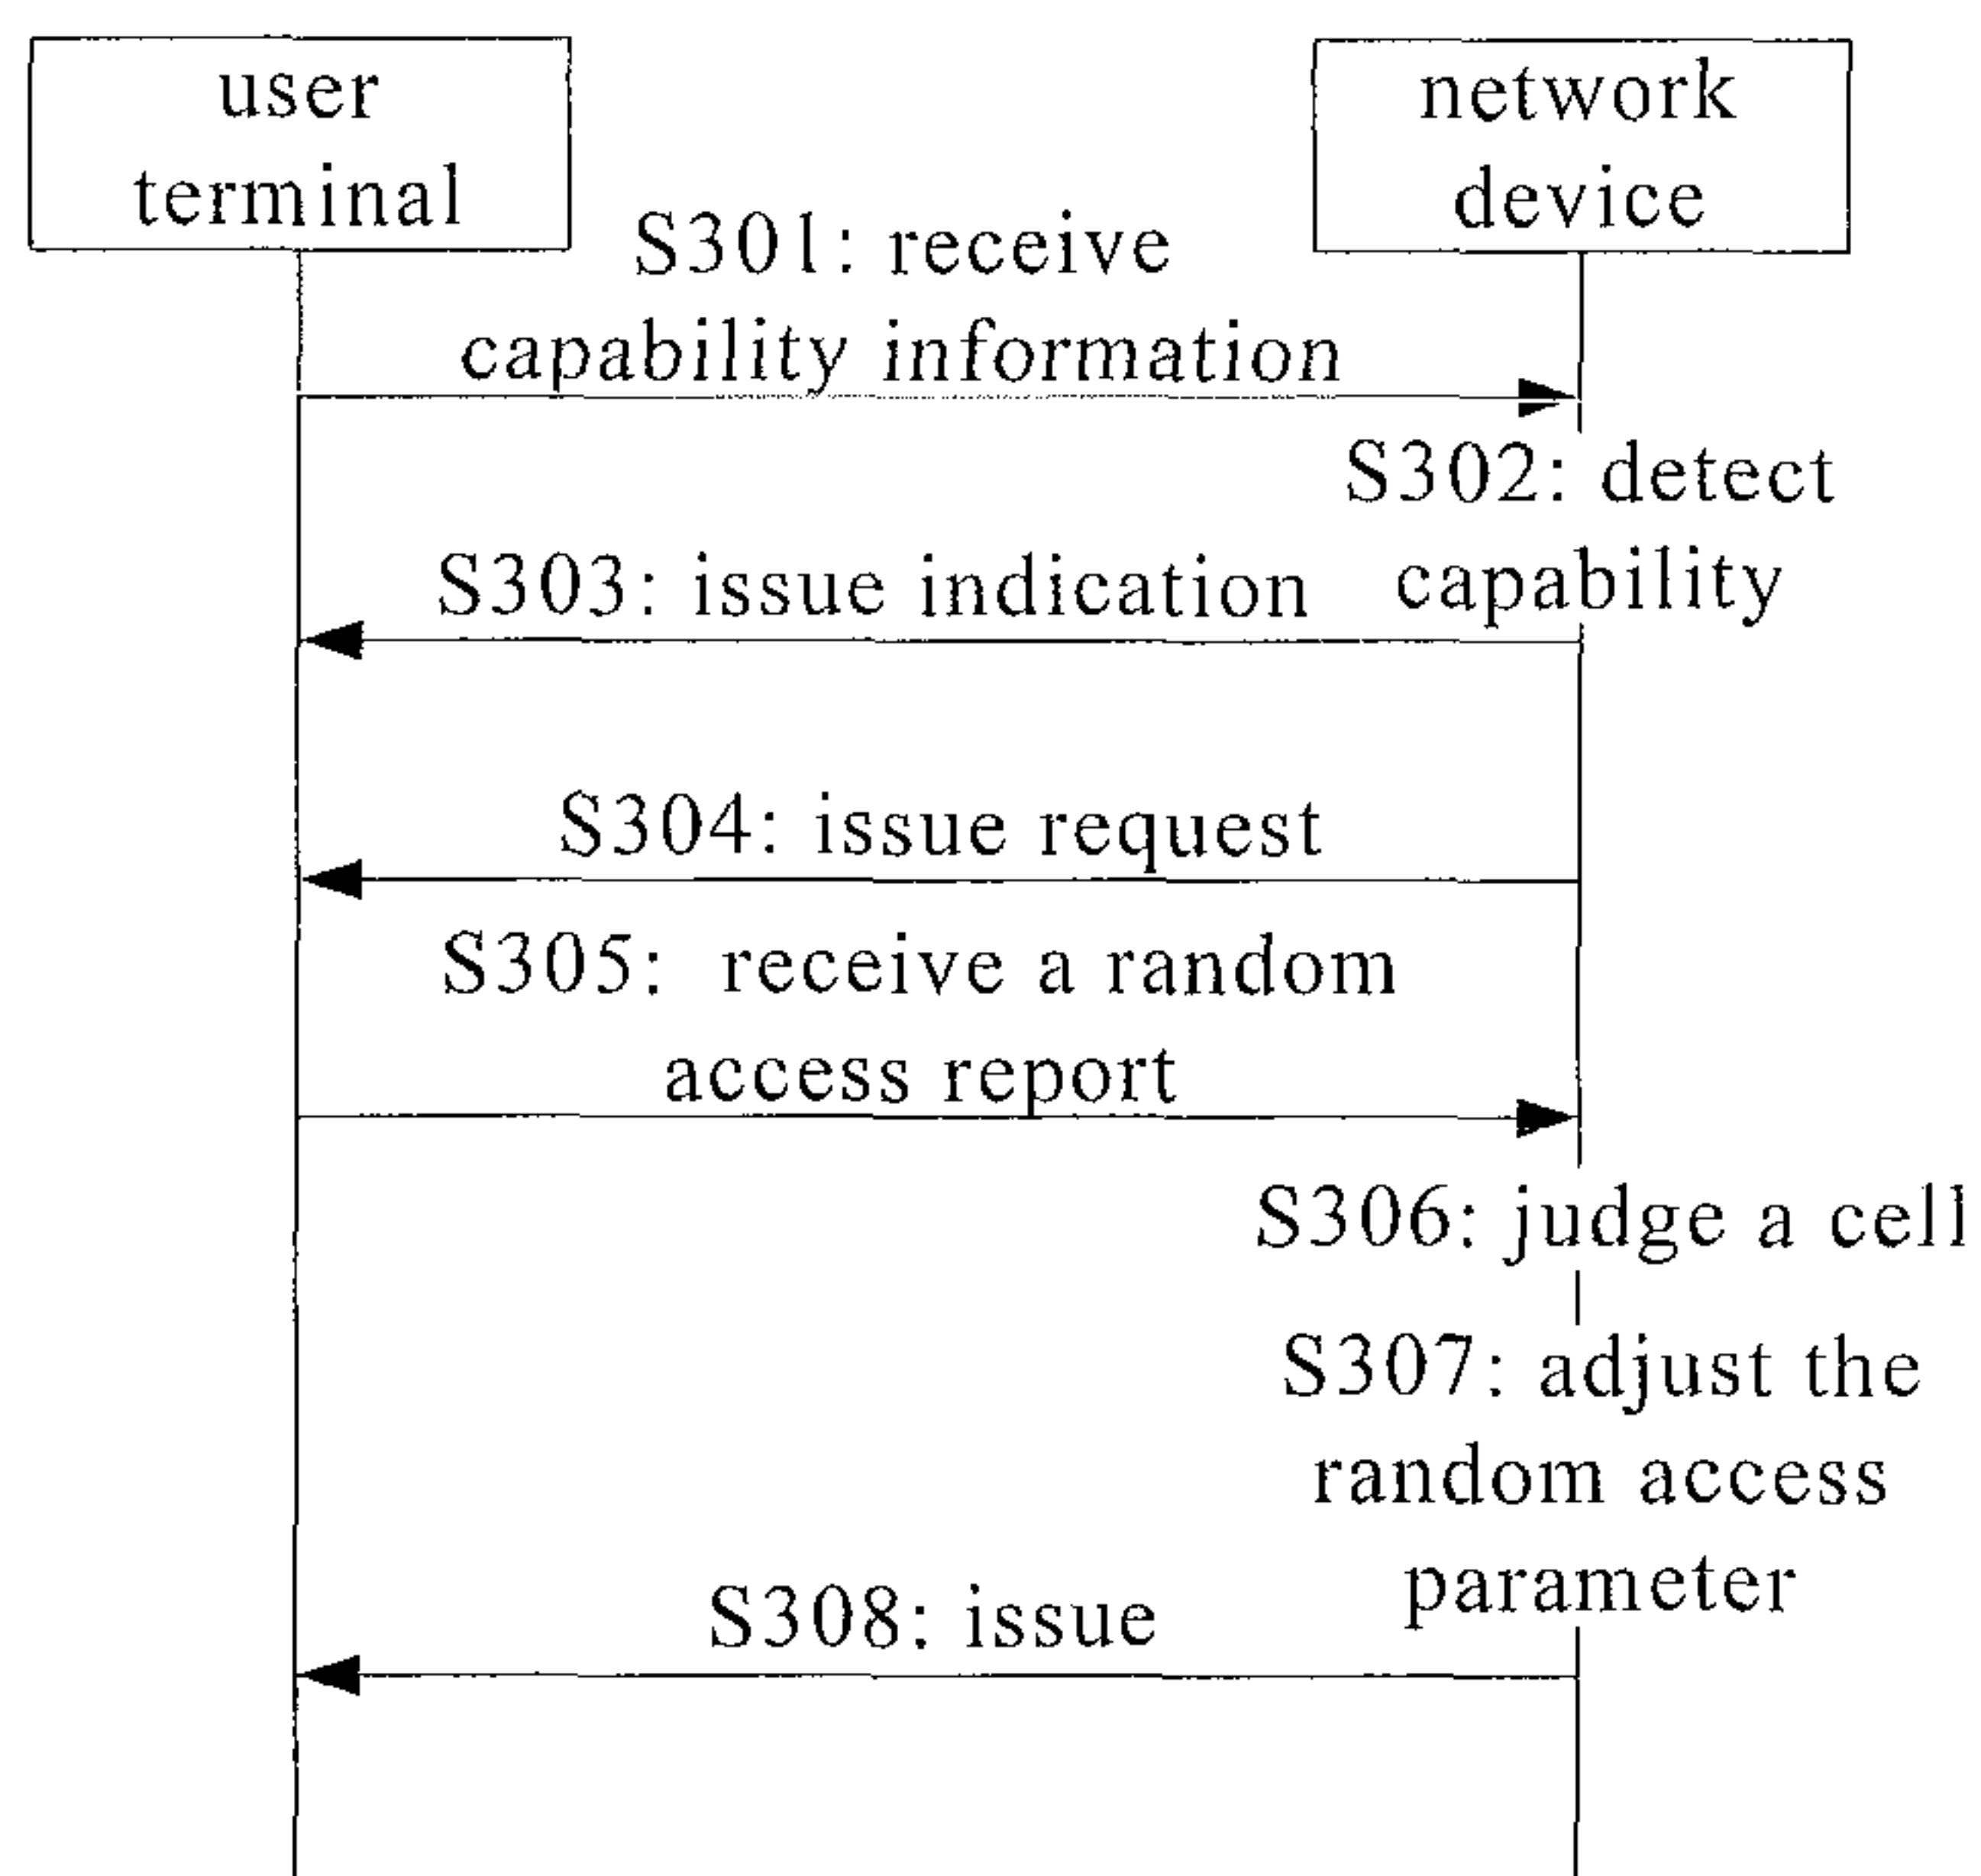 user
terminal
network
device
S301: receive
capability information
S302: detect
capability
S303: issue indication
S304: issue request
S305: receive a random
access report
S306: judge a cell
S307: adjust the
random access
parameter
S308: issue